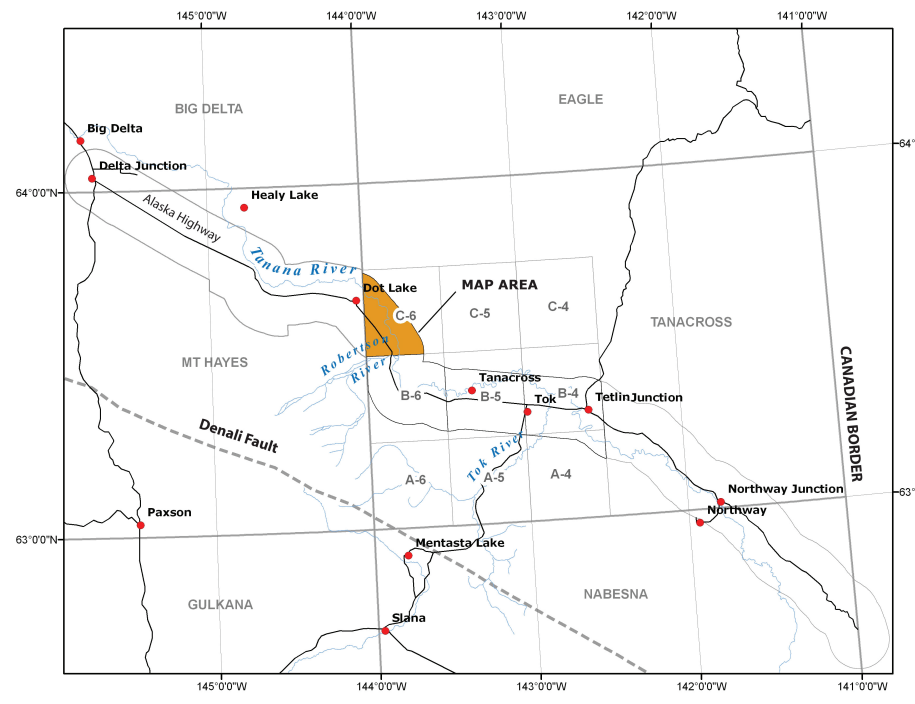 145°0'0"W
144°0'0"W
143°0'0"W
142°0'0"W
141°0'0"W
BIG DELTA
EAGLE
Big Delta
64°
Delta Junction
64°0'0"N
Healy Lake
Alaska Highway
Tanana River
Dot Lake
MAP AREA
C-6
C-5
C-4
TANACROSS
Robertson
River
MT HAYES
CANADIAN BORDER
Tanacross
B-6
B-5
B-4
Tok
TetlinJunction
Denali Fault
Tok River
A-6
A-5
A-4
Northway Junction
63°
Northway
Paxson
63°0'0"N
Mentasta Lake
GULKANA
NABESNA
Slana
145°0'0"W
144°0'0"W
143°0'0"W
142°0'0"W
141°0'0"W